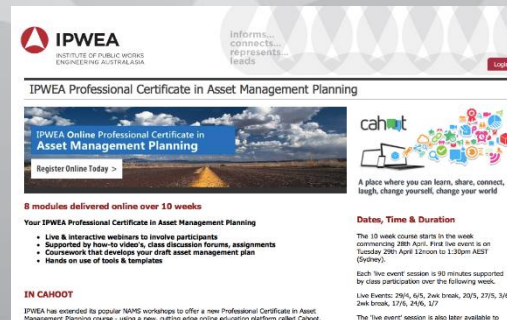 IPWEA
INSTITUTE OF PUBLIC WORKS
ENGINEERING AUSTRALASIA
informs...
connects...
represents...
leads
Login
IPWEA Professional Certificate in Asset Management Planning
IPWEA Online Professional Certificate in
Asset Management Planning
Register Online Today >
8 modules delivered online over 10 weeks
Your IPWEA Professional Certificate in Asset Management Planning
• Live & interactive webinars to involve participants
• Supported by how-to video's, class discussion forums, assignments
• Coursework that develops your draft asset management plan
• Hands on use of tools & templates
IN CAHOOT
IPWEA has extended its popular NAMS workshops to offer a new Professional Certificate in Asset
Management Planning course - using a new, cutting edge online education platform called Cahoot.
cahoot
A place where you can learn, share, connect,
laugh, change yourself, change your world
Dates, Time & Duration
The 10 week course starts in the week
commencing 28th April. First live event is on
Tuesday 29th April 12noon to 1:30pm AEST
(Sydney).
Each 'live event' session is 90 minutes supported
by class participation over the following week.
Live Events: 29/4, 6/5, 2wk break, 20/5, 27/5, 3/6
2wk break, 17/6, 24/6, 1/7
The 'live event' session is also later available to